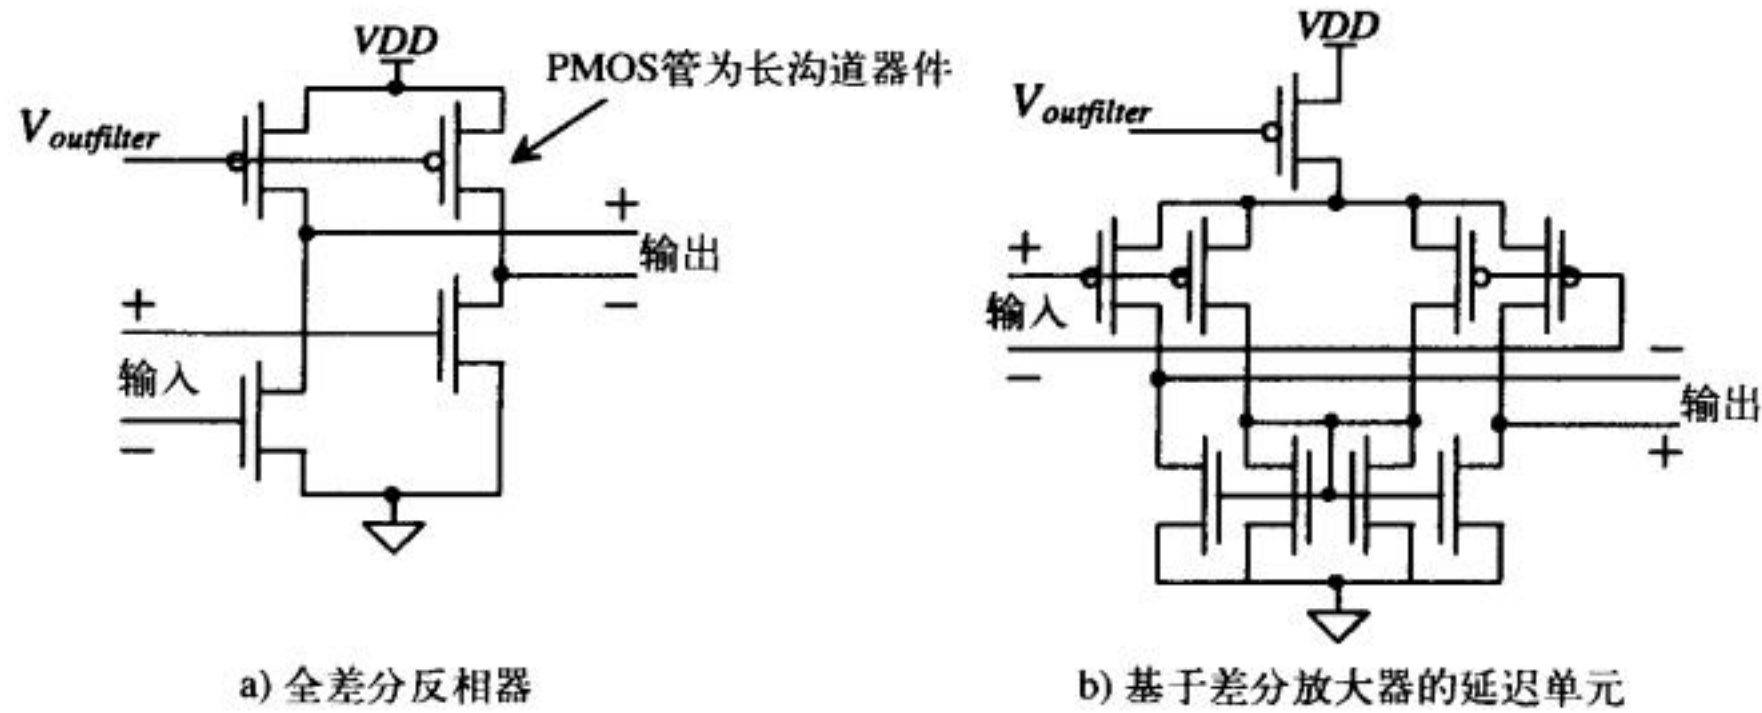 VDD
PMOS管为长沟道器件
Voutfilter
+
输出
−
+
输入
−
a) 全差分反相器
VDD
Voutfilter
+
输入
−
−
输出
+
b) 基于差分放大器的延迟单元